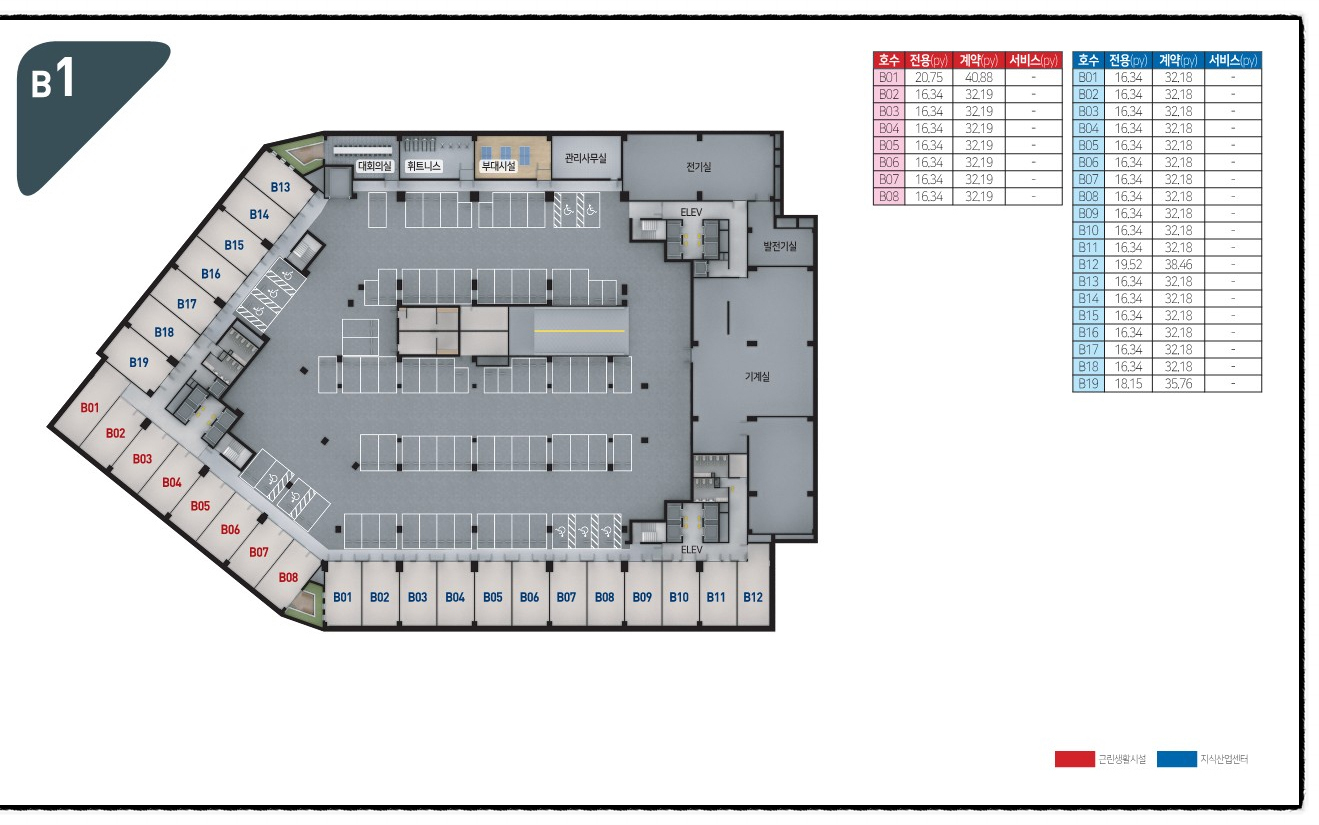 B1
호수 전용(py) 계약(py) 서비스(py)
B01 20.75 40.88 -
B02 16.34 32.19 -
B03 16.34 32.19 -
B04 16.34 32.19 -
B05 16.34 32.19 -
B06 16.34 32.19 -
B07 16.34 32.19 -
B08 16.34 32.19 -
호수 전용(py) 계약(py) 서비스(py)
B01 16.34 32.18 -
B02 16.34 32.18 -
B03 16.34 32.18 -
B04 16.34 32.18 -
B05 16.34 32.18 -
B06 16.34 32.18 -
B07 16.34 32.18 -
B08 16.34 32.18 -
B09 16.34 32.18 -
B10 16.34 32.18 -
B11 16.34 32.18 -
B12 19.52 38.46 -
B13 16.34 32.18 -
B14 16.34 32.18 -
B15 16.34 32.18 -
B16 16.34 32.18 -
B17 16.34 32.18 -
B18 16.34 32.18 -
B19 18.15 35.76 -
대회의실 휘트니스 부대시설 관리사무실 전기실
ELEV
발전기실
기계실
ELEV
B13
B14
B15
B16
B17
B18
B19
B01
B02
B03
B04
B05
B06
B07
B08
B01 B02 B03 B04 B05 B06 B07 B08 B09 B10 B11 B12
근린생활시설 지식산업센터